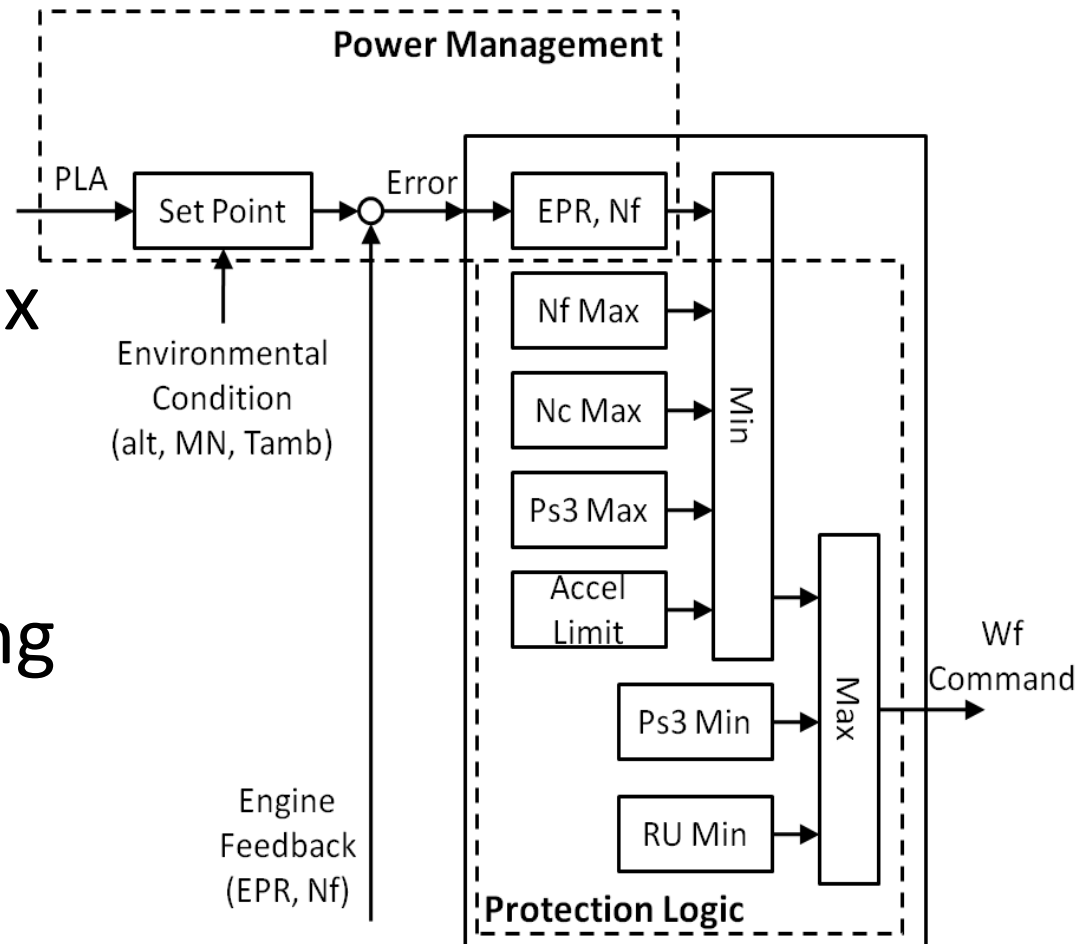 Power Management
PLA
Set Point
Error
EPR, Nf
x
Environmental
Condition
(alt, MN, Tamb)
Nf Max
Nc Max
Ps3 Max
Accel
Limit
Min
ng
Ps3 Min
RU Min
Max
Wf
Command
Engine
Feedback
(EPR, Nf)
Protection Logic